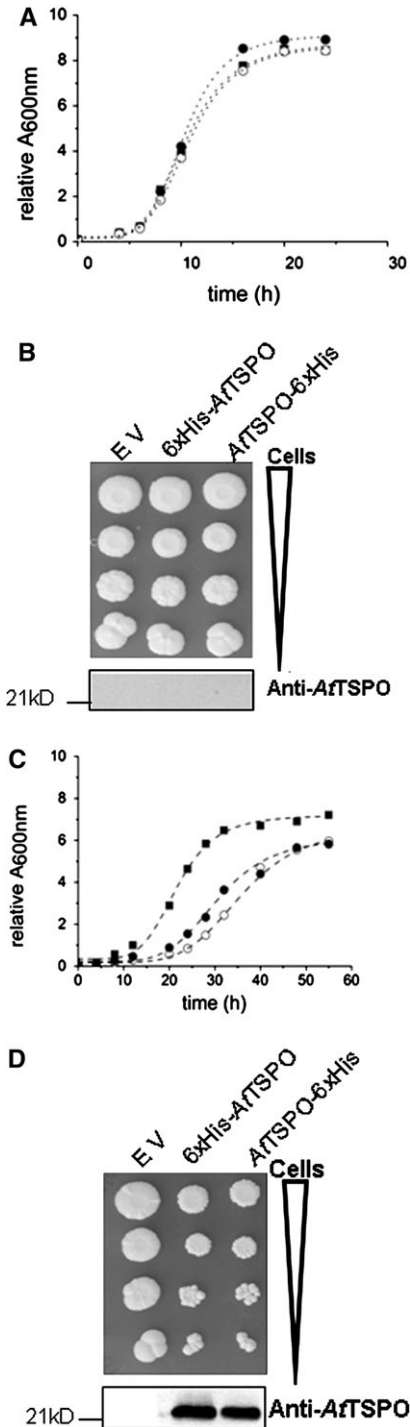 A
relative A600nm
10
8
6
4
2
0
0 10 20 30
time (h)
B
E V
6xHis-AtTSPO
AtTSPO-6xHis
Cells
21kD
Anti-AtTSPO
C
relative A600nm
10
8
6
4
2
0
0 10 20 30 40 50 60
time (h)
D
E V
6xHis-AtTSPO
AtTSPO-6xHis
Cells
21kD
Anti-AtTSPO